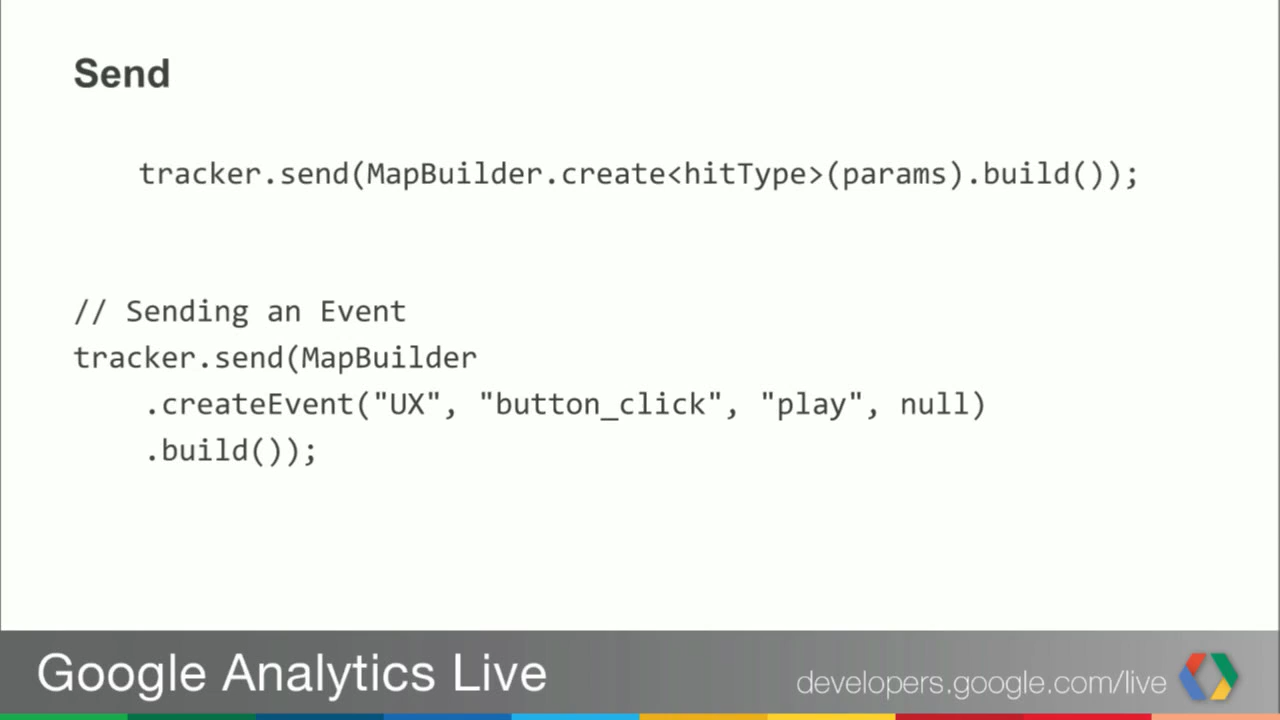 Send
tracker.send(MapBuilder.create<hitType>(params).build());
// Sending an Event
tracker.send(MapBuilder
.createEvent("UX", "button_click", "play", null)
.build());
Google Analytics Live
developers.google.com/live